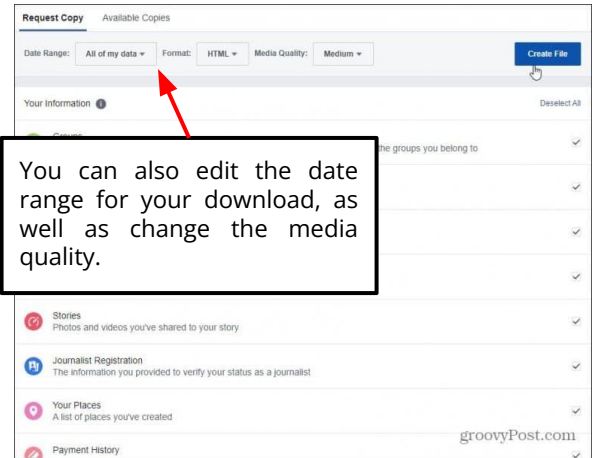 Request Copy Available Copies
Date Range: All of my data Format: HTML Media Quality: Medium Create File
Your Information Deselect All
Groups
the groups you belong to
You can also edit the date
range for your download, as
well as change the media
quality.
Stories
Photos and videos you've shared to your story
Journalist Registration
The information you provided to verify your status as a journalist
Your Places
A list of places you've created
groovyPost.com
Payment History